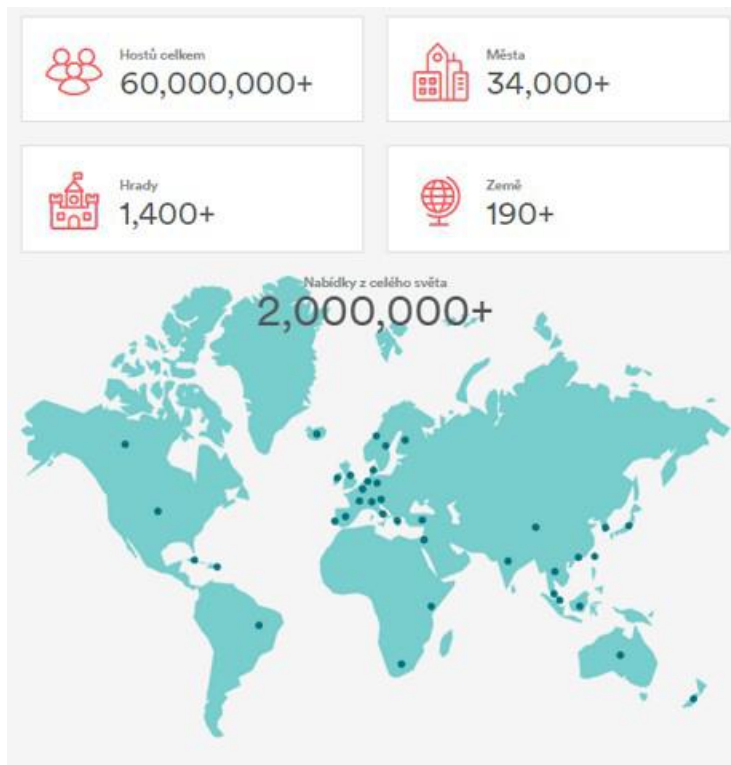 Hostů celkem
60,000,000+
Města
34,000+
Hrady
1,400+
Země
190+
Nabídky z celého světa
2,000,000+